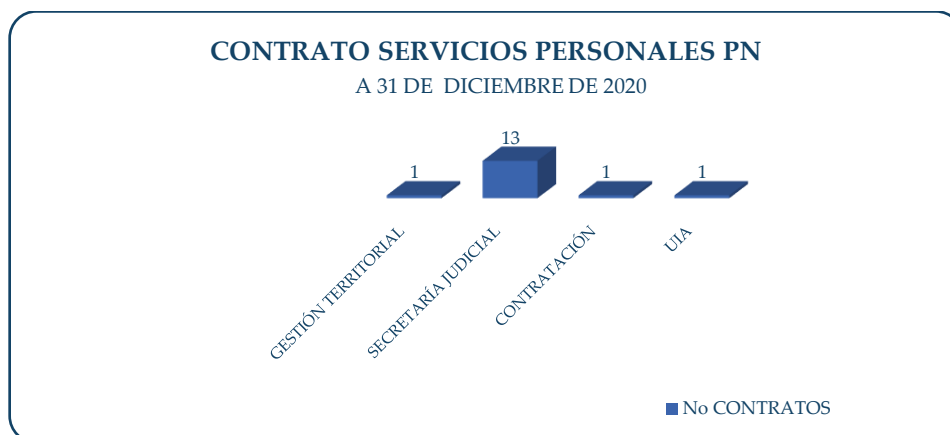 CONTRATO SERVICIOS PERSONALES PN
A 31 DE DICIEMBRE DE 2020
1
13
1
1
GESTIÓN TERRITORIAL
SECRETARÍA JUDICIAL
CONTRATACIÓN
UIA
No CONTRATOS